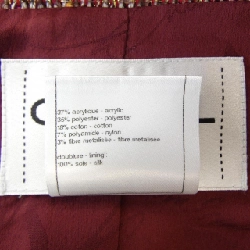 37% acrylique - acrylic
35% polyester - polyester
18% coton - cotton
7% polyamide - nylon
3% fibre metallisee - fibre metallisee
doublure - lining:
100% soie - silk